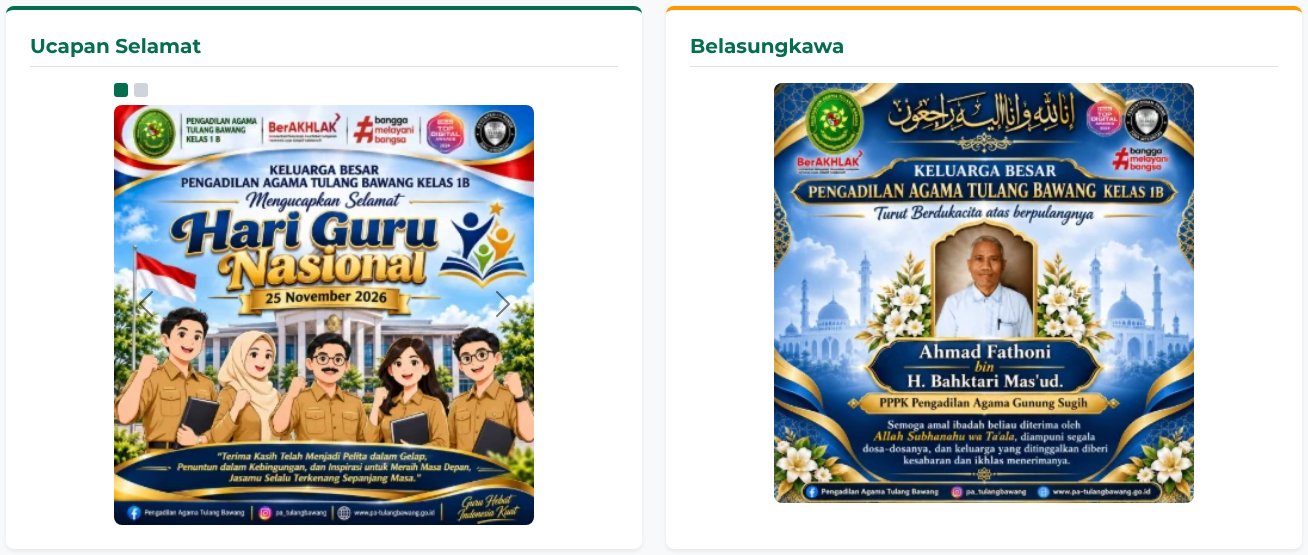 Ucapan Selamat
PENGADILAN AGAMA
TULANG BAWANG
KELAS 1 B
BerAKHLAK
#bangga
melayani
bangsa
TOP
DIGITAL
KELUARGA BESAR
PENGADILAN AGAMA TULANG BAWANG KELAS 1B
Mengucapkan Selamat
Hari Guru
Nasional
25 November 2026
"Terima Kasih Telah Menjadi Pelita dalam Gelap,
Penuntun dalam Kebingungan, dan Inspirasi untuk Meraih Masa Depan,
Jasamu Selalu Terkenang Sepanjang Masa."
Pengadilan Agama Tulang Bawang
pa_tulangbawang
www.pa-tulangbawang.go.id
Guru Hebat
Indonesia Kuat
Belasungkawa
إنا لله وإنا إليه راجعون
TOP
DIGITAL
BerAKHLAK
#bangga
melayani
bangsa
KELUARGA BESAR
PENGADILAN AGAMA TULANG BAWANG KELAS 1B
Turut Berdukacita atas berpulangnya
Ahmad Fathoni
bin
H. Bahktari Mas'ud.
PPPK Pengadilan Agama Gunung Sugih
Semoga amal ibadah beliau diterima oleh
Allah Subhanahu wa Ta'ala, diampuni segala
dosa-dosanya, dan keluarga yang ditinggalkan diberi
kesabaran dan ikhlas menerimanya.
Pengadilan Agama Tulang Bawang
pa_tulangbawang
www.pa-tulangbawang.go.id